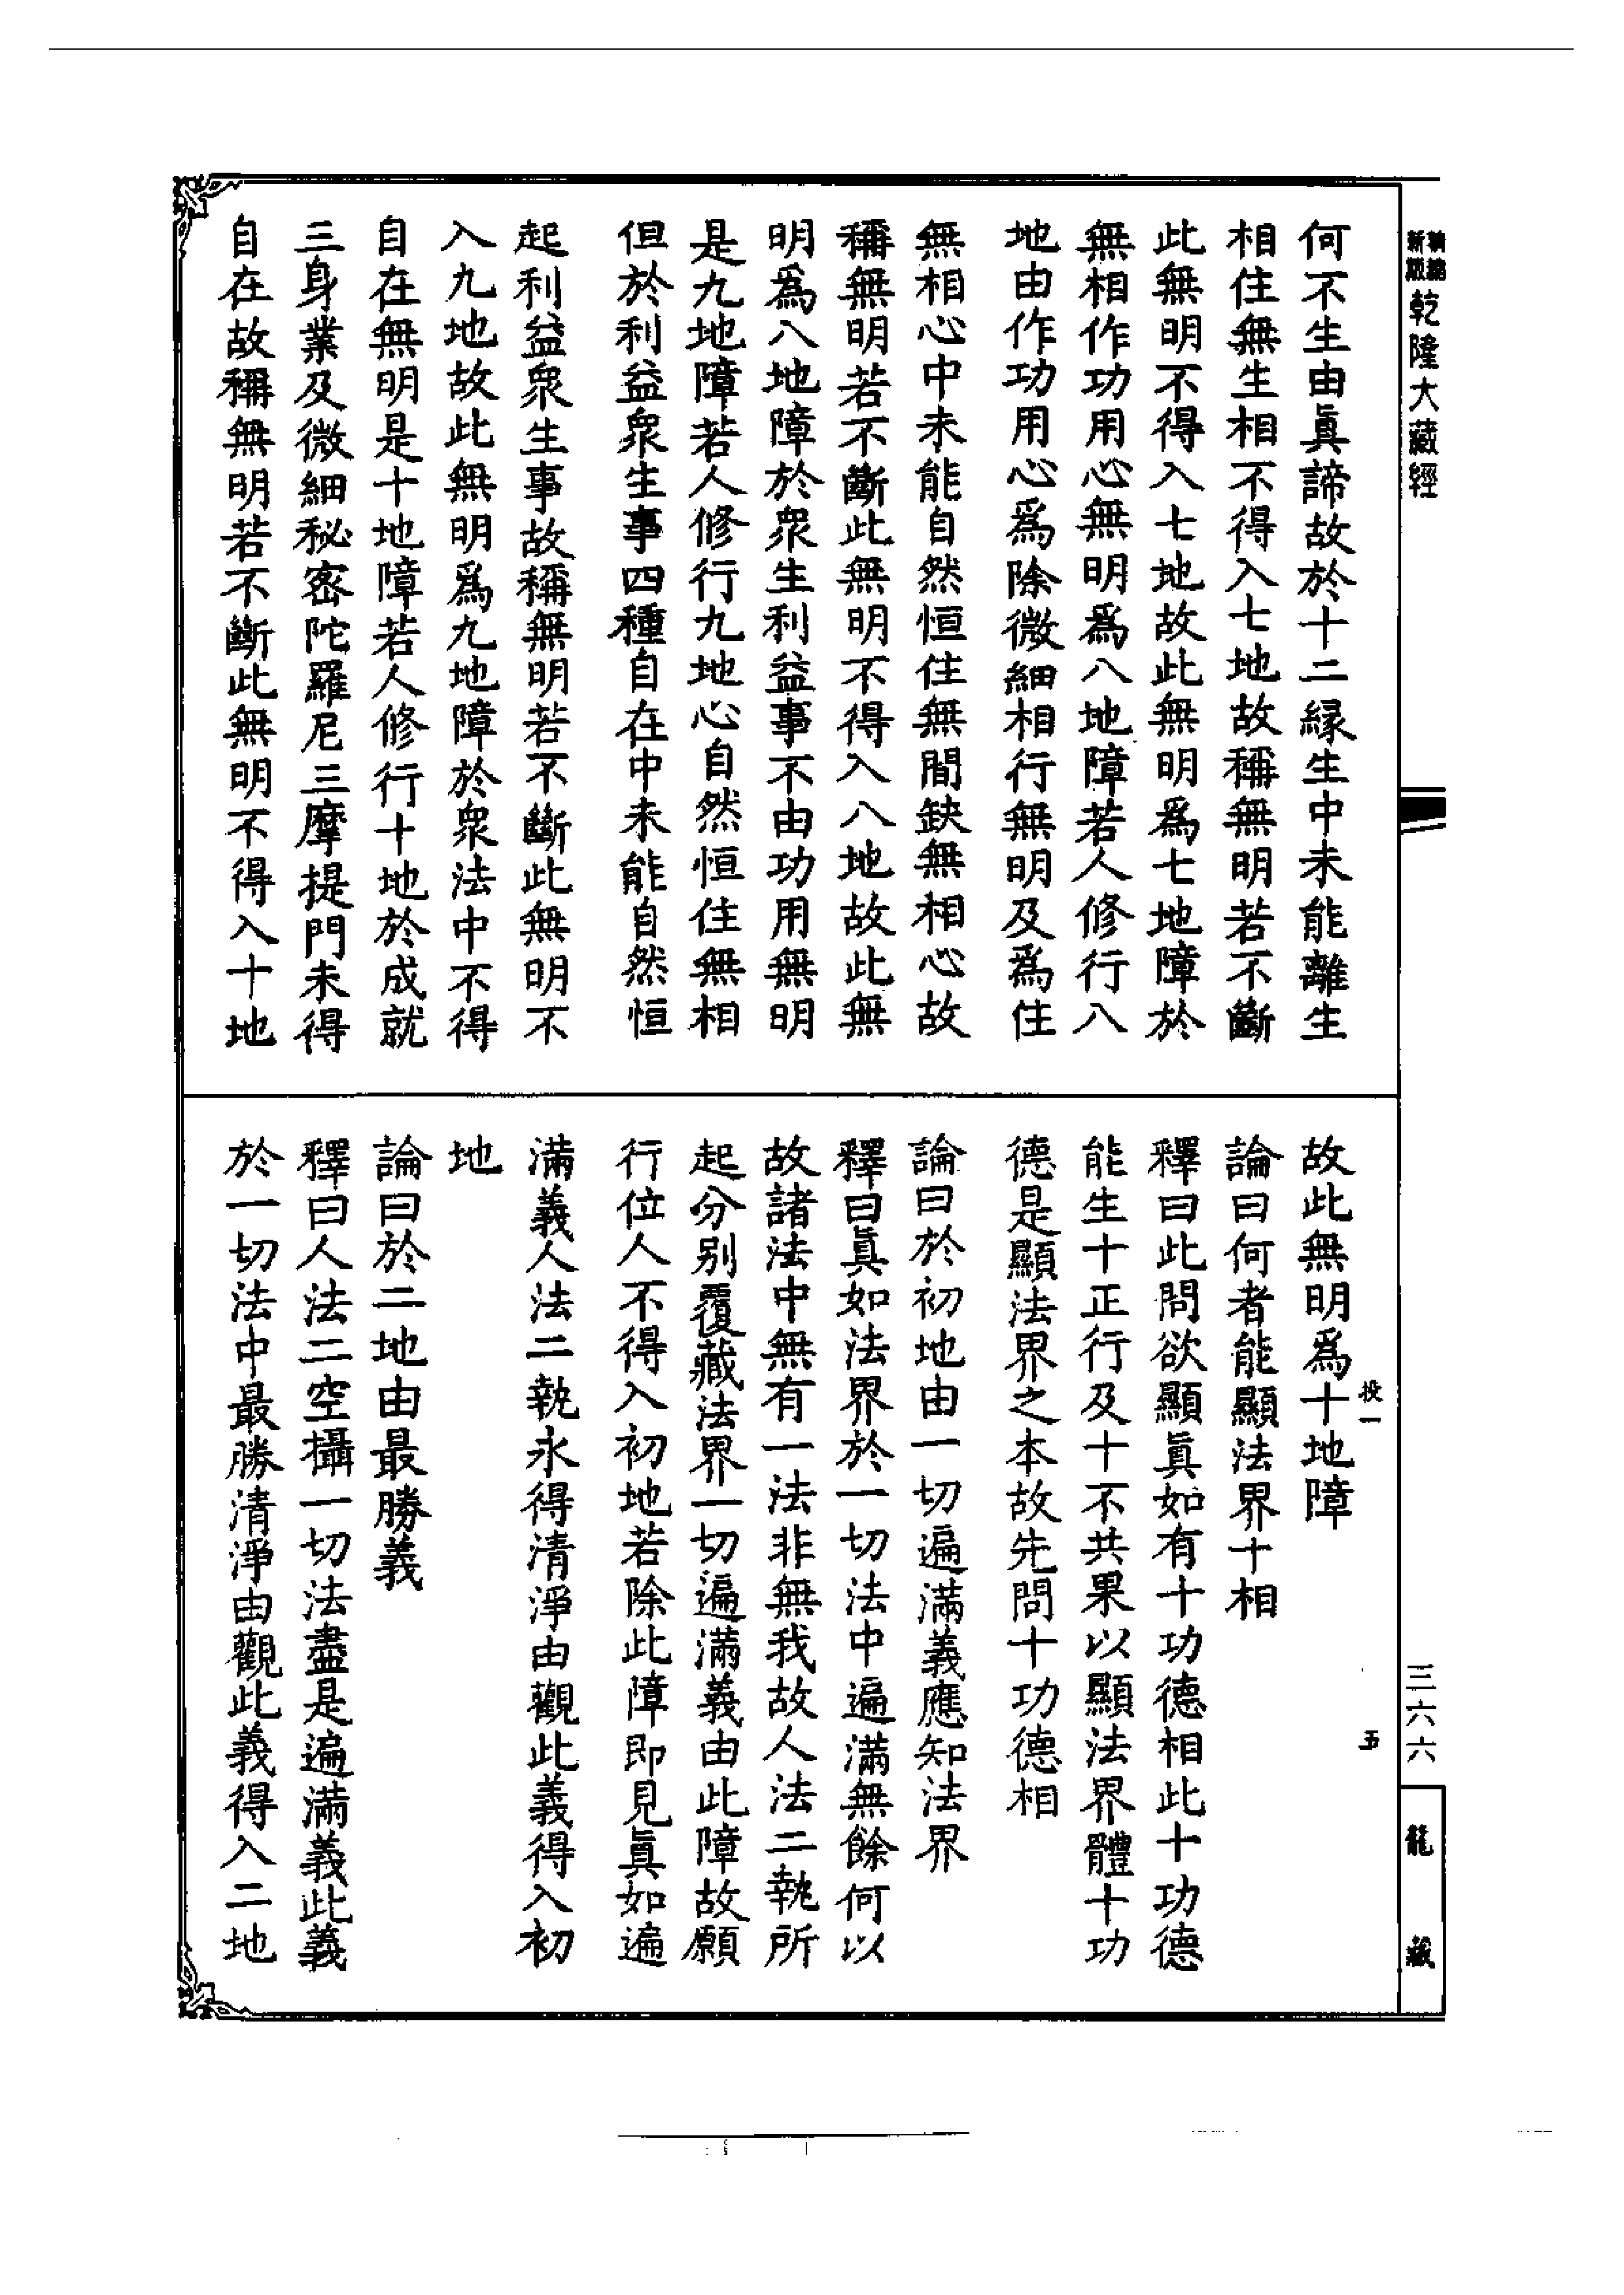 新編縮版乾隆大藏經
何不生由眞諦故於十二緣生中未能離生
相住無生相不得入七地故稱無明若不斷
此無明不得入七地故此無明爲七地障於
無相作功用心無明爲八地障若人修行八
地由作功用心爲除微細相行無明及爲住
無相心中未能自然恒住無間缺無相心故
稱無明若不斷此無明不得入八地故此無
明爲八地障於衆生利益事不由功用無明
是九地障若人修行九地心自然恒住無相
但於利益衆生事四種自在中未能自然恒
起利益衆生事故稱無明若不斷此無明不
入九地故此無明爲九地障於衆法中不得
自在無明是十地障若人修行十地於成就
三身業及微細秘密陀羅尼三摩提門未得
自在故稱無明若不斷此無明不得入十地
故此無明爲十地障
論曰何者能顯法界十相
釋曰此問欲顯眞如有十功德相此十功德
能生十正行及十不共果以顯法界體十功
德是顯法界之本故先問十功德相
論曰於初地由一切遍滿義應知法界
釋曰眞如法界於一切法中遍滿無餘何以
故諸法中無有一法非無我故人法二執所
起分别覆藏法界一切遍滿義由此障故願
行位人不得入初地若除此障即見眞如遍
滿義人法二執永得清淨由觀此義得入初
地
論曰於二地由最勝義
釋曰人法二空攝一切法盡是遍滿義此義
於一切法中最勝清淨由觀此義得入二地
投一
五
三六六
龍藏